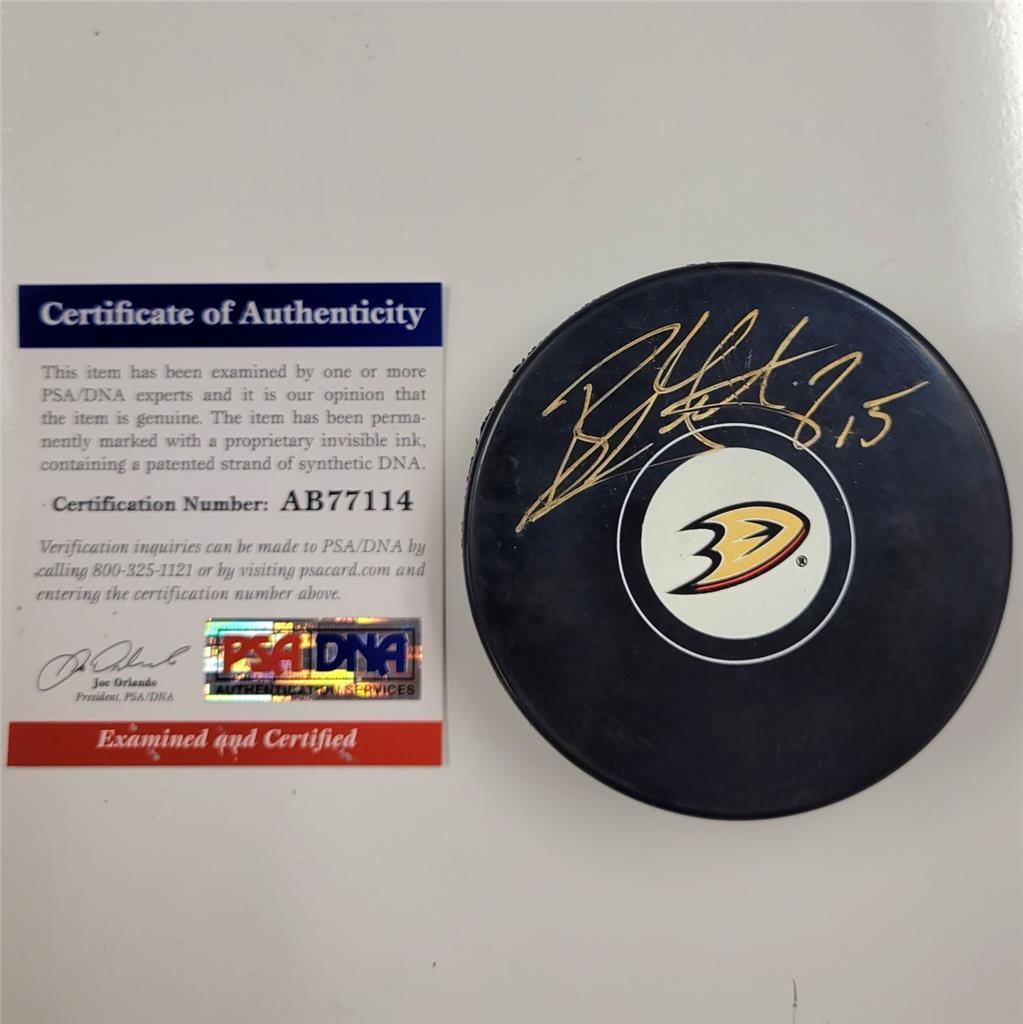 Certificate of Authenticity
This item has been examined by one or more
PSA/DNA experts and it is our opinion that
the item is genuine. The item has been perma-
nently marked with a proprietary invisible ink,
containing a patented strand of synthetic DNA.
Certification Number: AB77114
Verification inquiries can be made to PSA/DNA by
calling 800-325-1121 or by visiting psacard.com and
entering the certification number above.
Joe Orlando
President, PSA/DNA
PSA DNA
AUTHENTICATION SERVICES
Examined and Certified
15
®